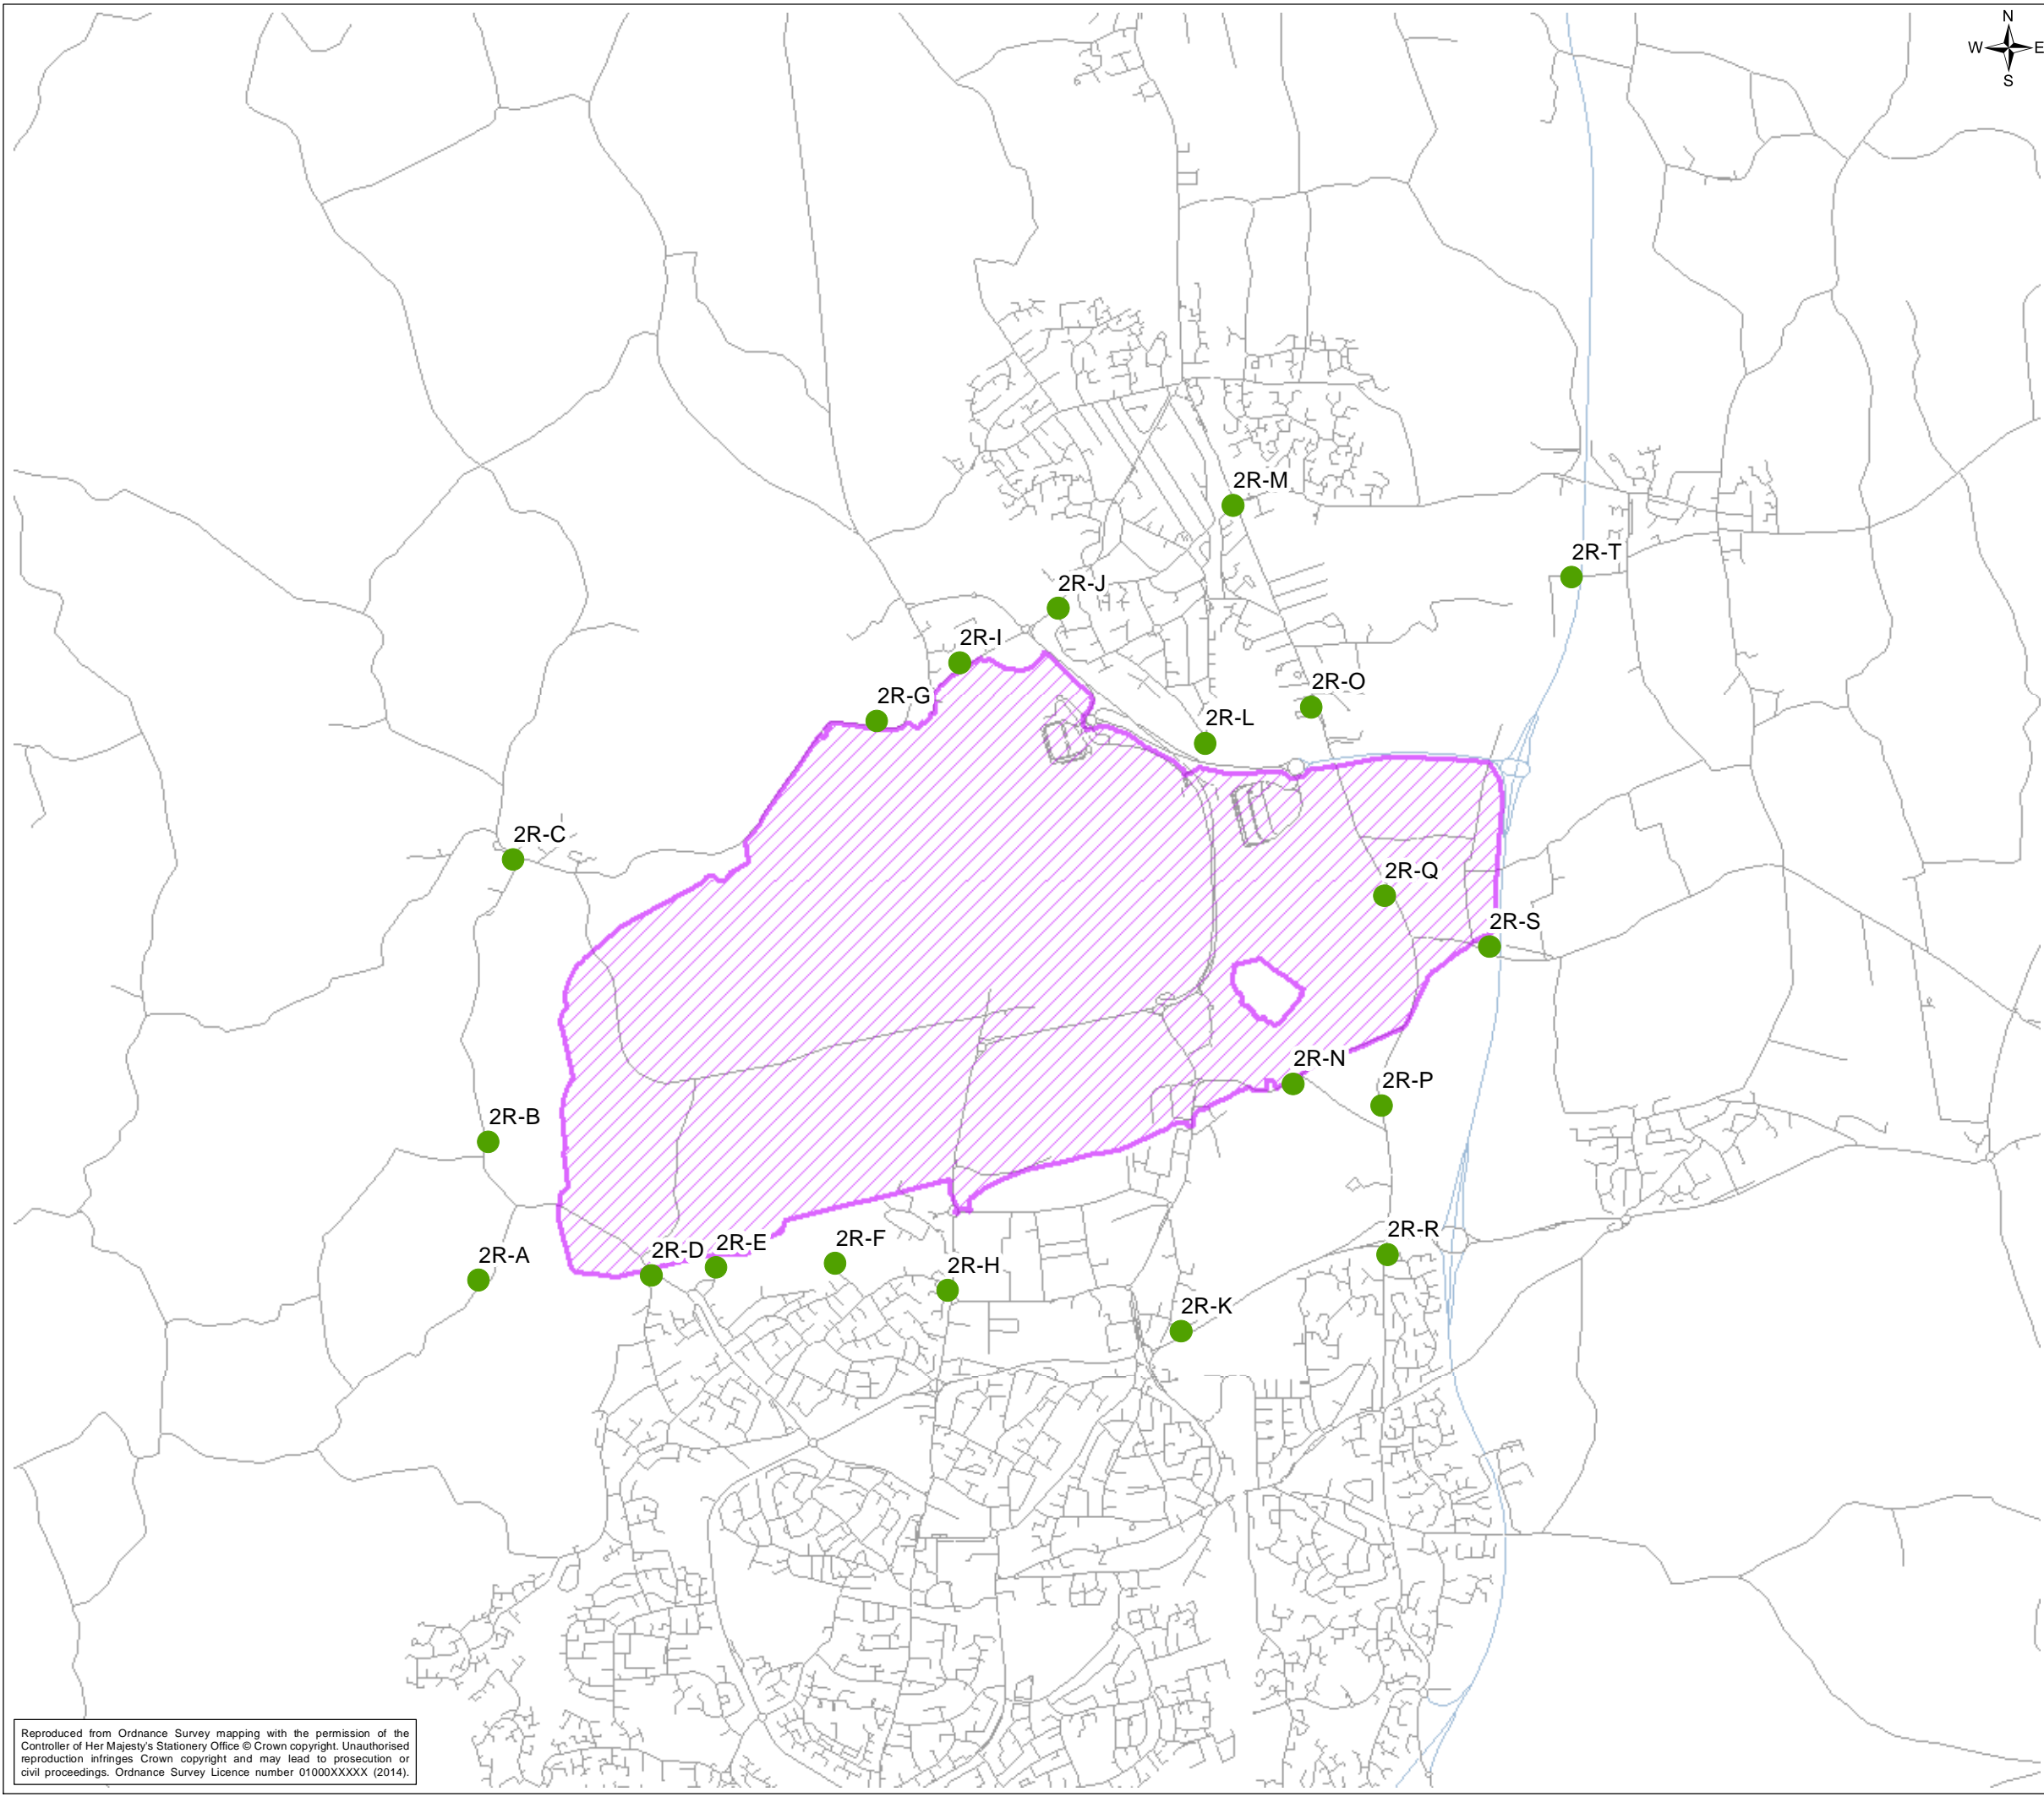 N
W E
S
2R-M
2R-T
2R-J
2R-I
2R-G
2R-O
2R-L
2R-C
2R-Q
2R-S
2R-N
2R-P
2R-B
2R-A
2R-D
2R-E
2R-F
2R-H
2R-R
2R-K
Reproduced from Ordnance Survey mapping with the permission of the
Controller of Her Majesty's Stationery Office © Crown copyright. Unauthorised
reproduction infringes Crown copyright and may lead to prosecution or
civil proceedings. Ordnance Survey Licence number 01000XXXXX (2014).